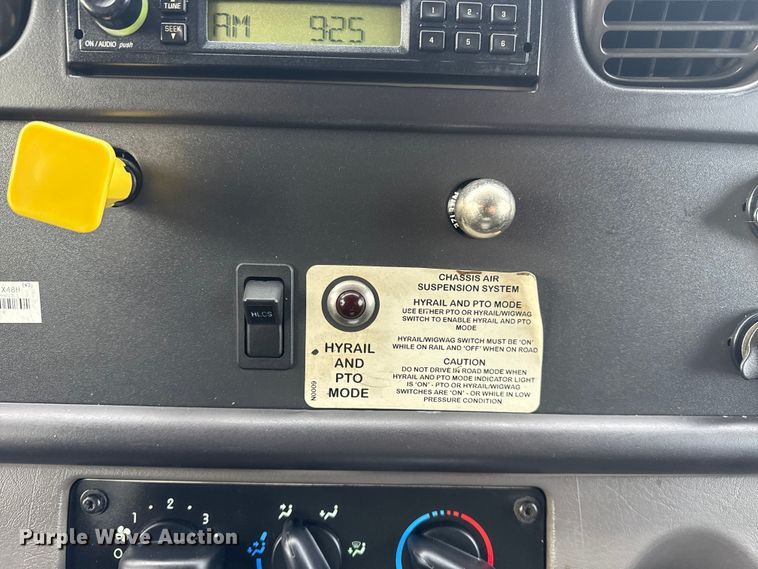 TUNE
SEEK
ON / AUDIO push
AM 925
1 2 3
4 5 6
X48H
HLCS
HYRAIL
AND
PTO
MODE
N0009
CHASSIS AIR
SUSPENSION SYSTEM
HYRAIL AND PTO MODE
USE EITHER PTO OR HYRAIL/WIGWAG
SWITCH TO ENABLE HYRAIL AND PTO
MODE
HYRAIL/WIGWAG SWITCH MUST BE 'ON'
WHILE ON RAIL AND 'OFF' WHEN ON ROAD
CAUTION
DO NOT DRIVE IN ROAD MODE WHEN
HYRAIL AND PTO MODE INDICATOR LIGHT
IS 'ON' - PTO OR HYRAIL/WIGWAG
SWITCHES ARE 'ON' - OR WHILE IN LOW
PRESSURE CONDITION
0 1 2 3
Purple Wave Auction®